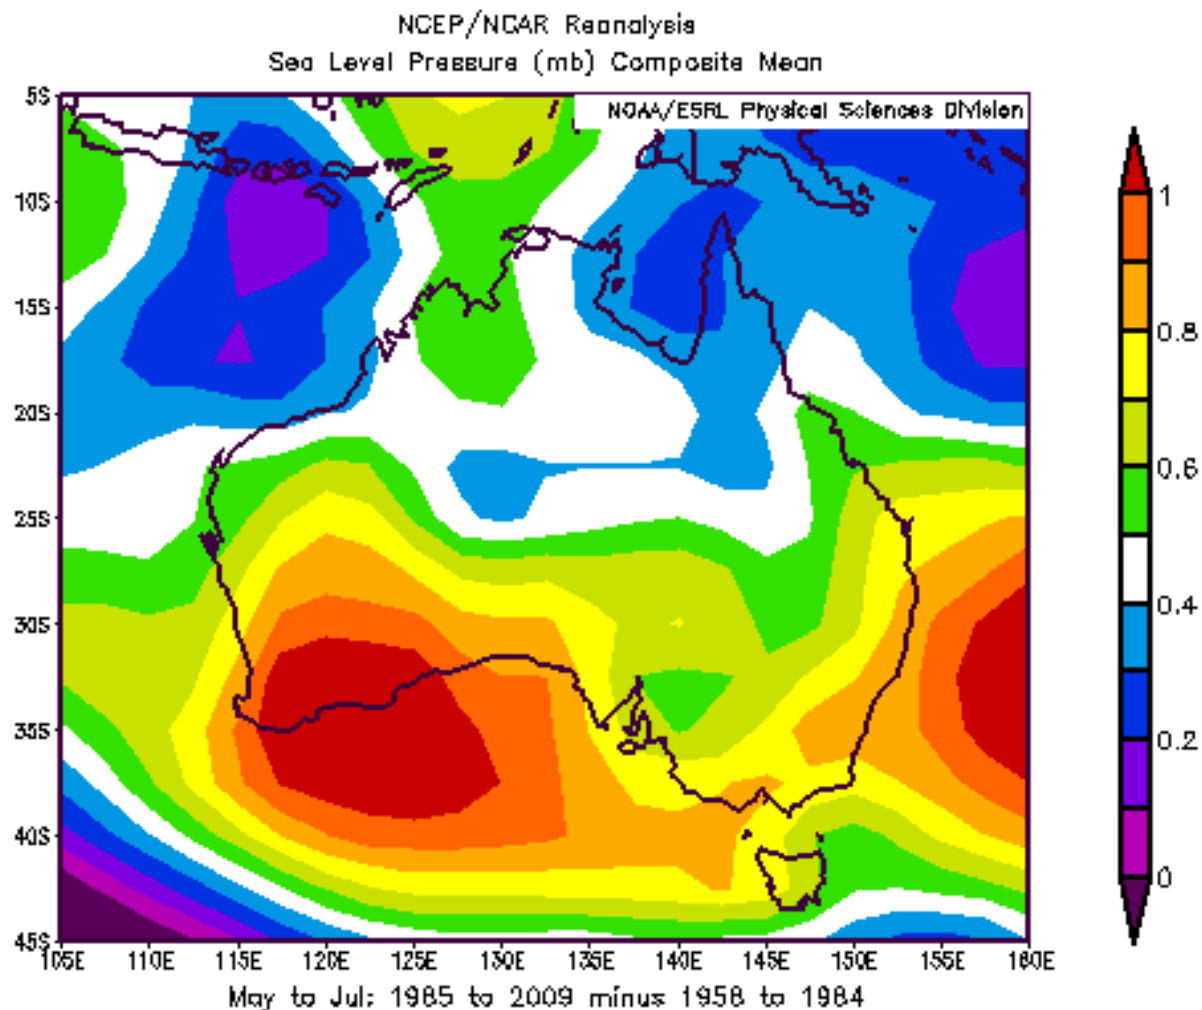 NCEP/NCAR Reanalysis
Sea Level Pressure (mb) Composite Mean
NOAA/ESRL Physical Sciences Division
5S
10S
15S
20S
25S
30S
35S
40S
45S
105E 110E 115E 120E 125E 130E 135E 140E 145E 150E 155E 160E
May to Jul: 1985 to 2009 minus 1958 to 1984
1
0.8
0.6
0.4
0.2
0